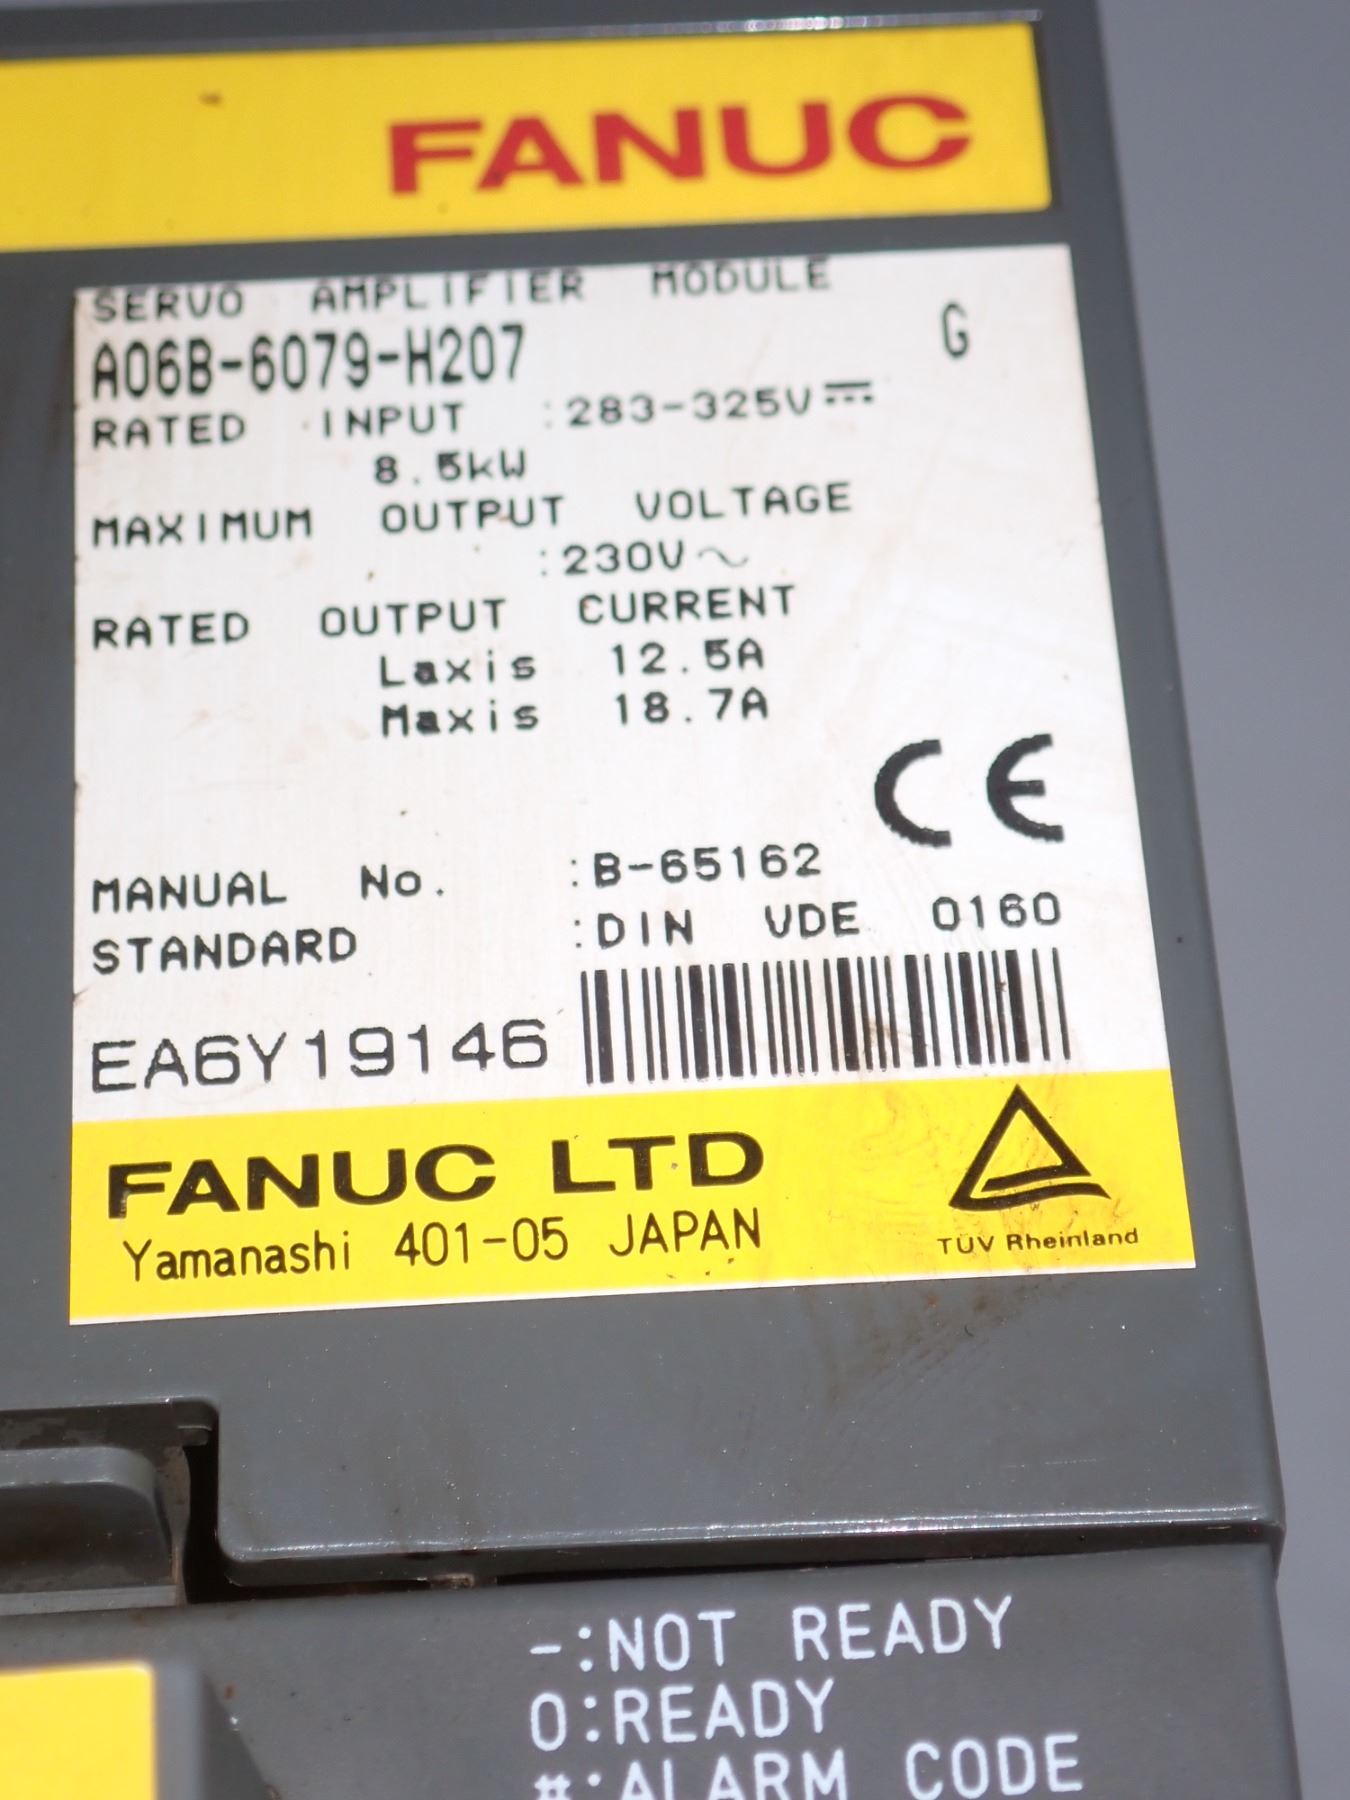 FANUC
SERVO AMPLIFIER MODULE
A06B-6079-H207 G
RATED INPUT :283-325V⎓
8.5kW
MAXIMUM OUTPUT VOLTAGE
:230V～
RATED OUTPUT CURRENT
Laxis 12.5A
Maxis 18.7A
CE
MANUAL No. :B-65162
STANDARD :DIN VDE 0160
EA6Y19146
FANUC LTD
Yamanashi 401-05 JAPAN
TÜV Rheinland
-:NOT READY
0:READY
#:ALARM CODE